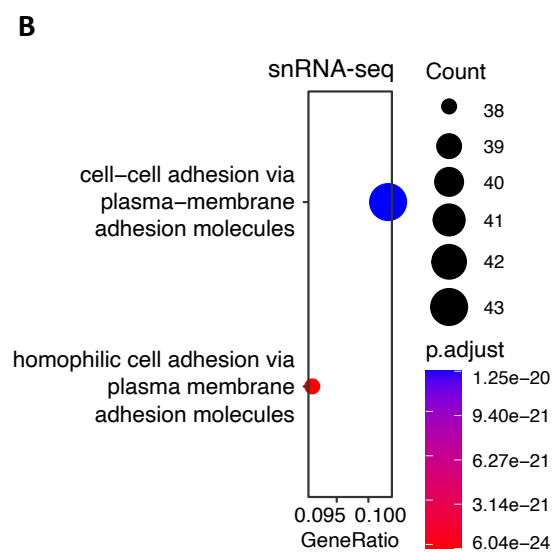 B
snRNA-seq
cell-cell adhesion via
plasma-membrane
adhesion molecules
homophilic cell adhesion via
plasma membrane
adhesion molecules
0.095 0.100
GeneRatio
Count
38
39
40
41
42
43
p.adjust
1.25e-20
9.40e-21
6.27e-21
3.14e-21
6.04e-24